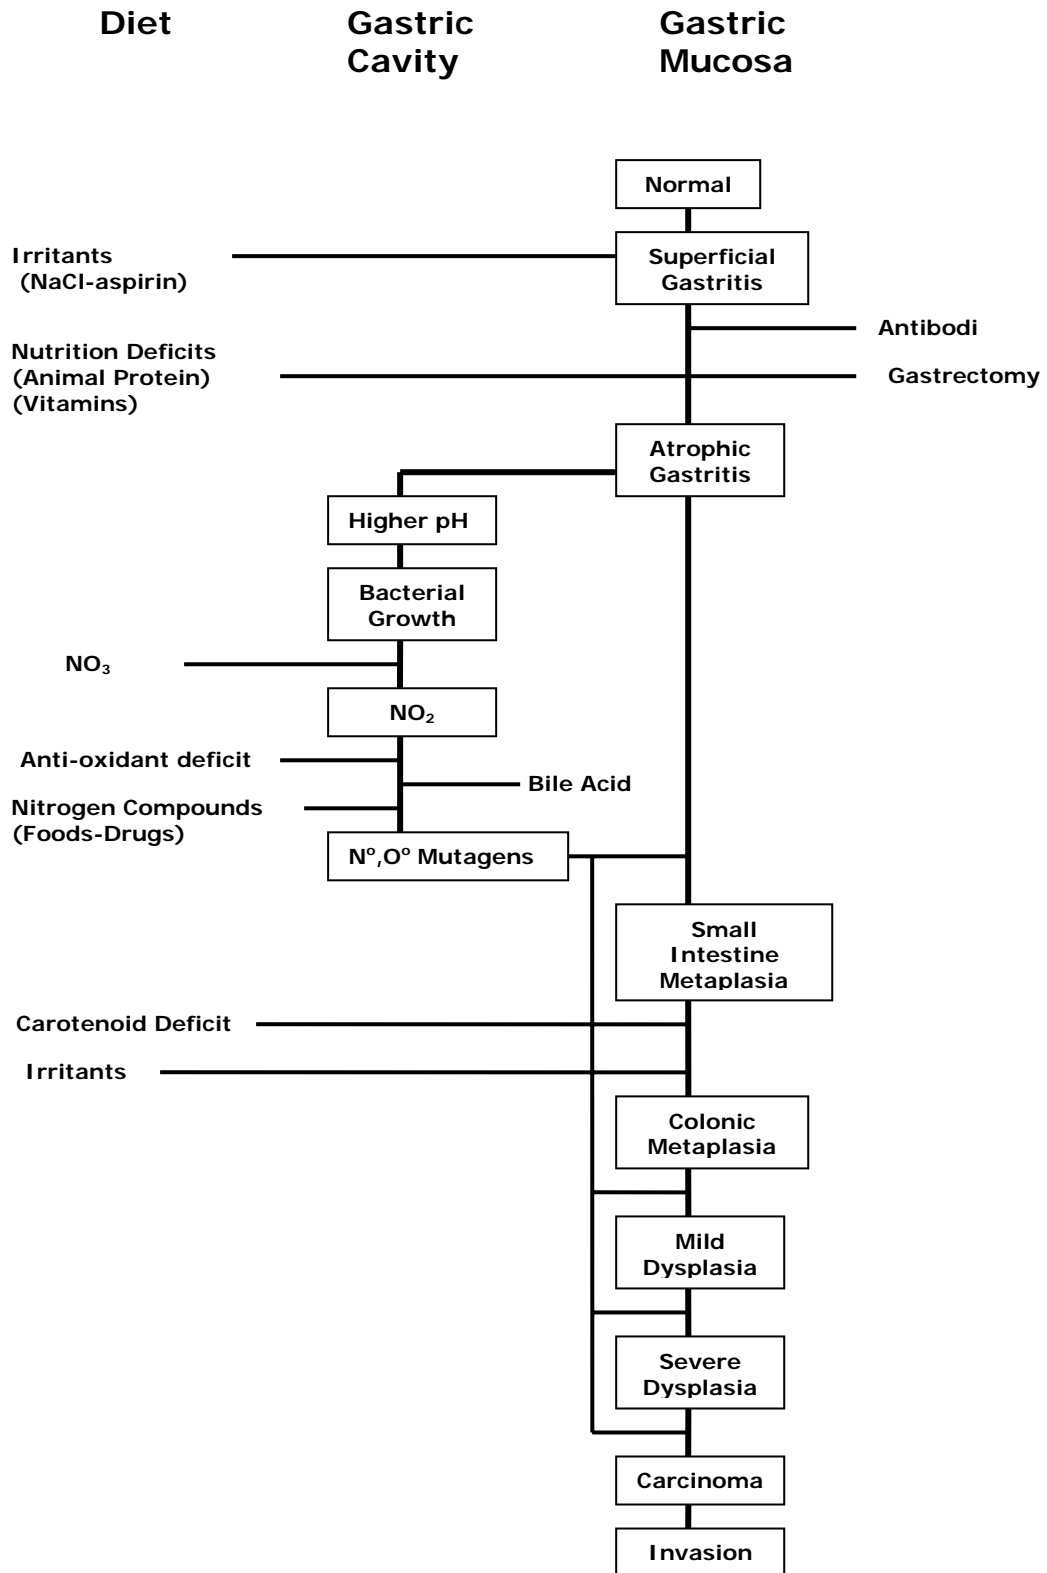 Diet
Gastric
Cavity
Gastric
Mucosa
Normal
Irritants
(NaCl-aspirin)
Superficial
Gastritis
Antibodi
Nutrition Deficits
(Animal Protein)
(Vitamins)
Gastrectomy
Atrophic
Gastritis
Higher pH
Bacterial
Growth
NO₃
NO₂
Anti-oxidant deficit
Bile Acid
Nitrogen Compounds
(Foods-Drugs)
Nº,Oº Mutagens
Small
Intestine
Metaplasia
Carotenoid Deficit
Irritants
Colonic
Metaplasia
Mild
Dysplasia
Severe
Dysplasia
Carcinoma
Invasion